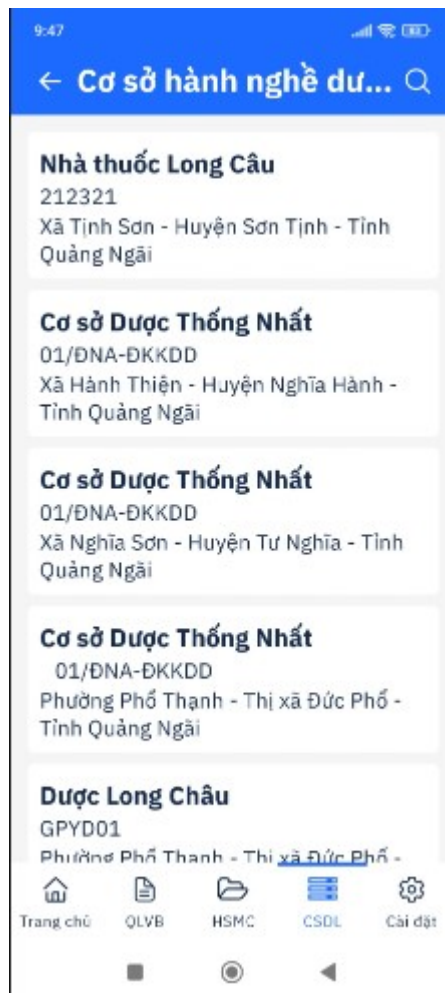 9:47
Cơ sở hành nghề dư...
Nhà thuốc Long Câu
212321
Xã Tịnh Sơn - Huyện Sơn Tịnh - Tỉnh
Quảng Ngãi
Cơ sở Dược Thống Nhất
01/ĐNA-ĐKKDD
Xã Hành Thiện - Huyện Nghĩa Hành -
Tỉnh Quảng Ngãi
Cơ sở Dược Thống Nhất
01/ĐNA-ĐKKDD
Xã Nghĩa Sơn - Huyện Tư Nghĩa - Tỉnh
Quảng Ngãi
Cơ sở Dược Thống Nhất
01/ĐNA-ĐKKDD
Phường Phổ Thạnh - Thị xã Đức Phổ -
Tỉnh Quảng Ngãi
Dược Long Châu
GPYD01
Phường Phổ Thạnh - Thị xã Đức Phổ -
Trang chủ QLVB HSMC CSDL Cài đặt